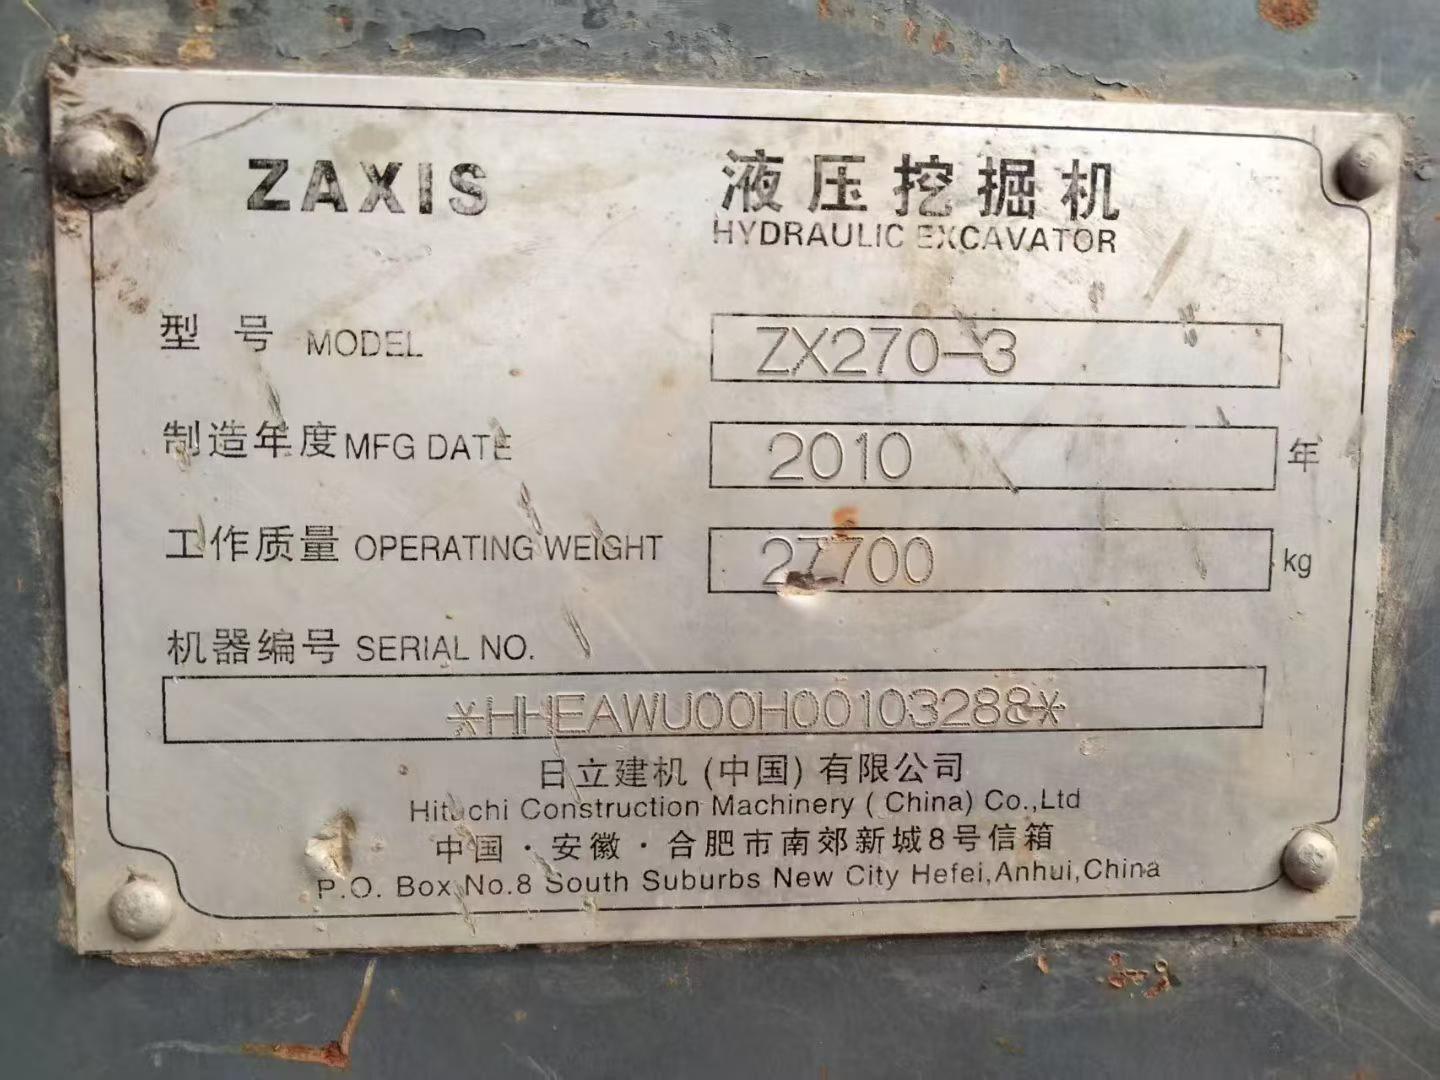 ZAXIS 液压挖掘机
HYDRAULIC EXCAVATOR
型号 MODEL ZX270-3
制造年度 MFG DATE 2010 年
工作质量 OPERATING WEIGHT 27700 kg
机器编号 SERIAL NO.
*HHEAWU00H00103288*
日立建机(中国)有限公司
Hitachi Construction Machinery (China) Co.,Ltd
中国·安徽·合肥市南郊新城8号信箱
P.O. Box No.8 South Suburbs New City Hefei,Anhui,China